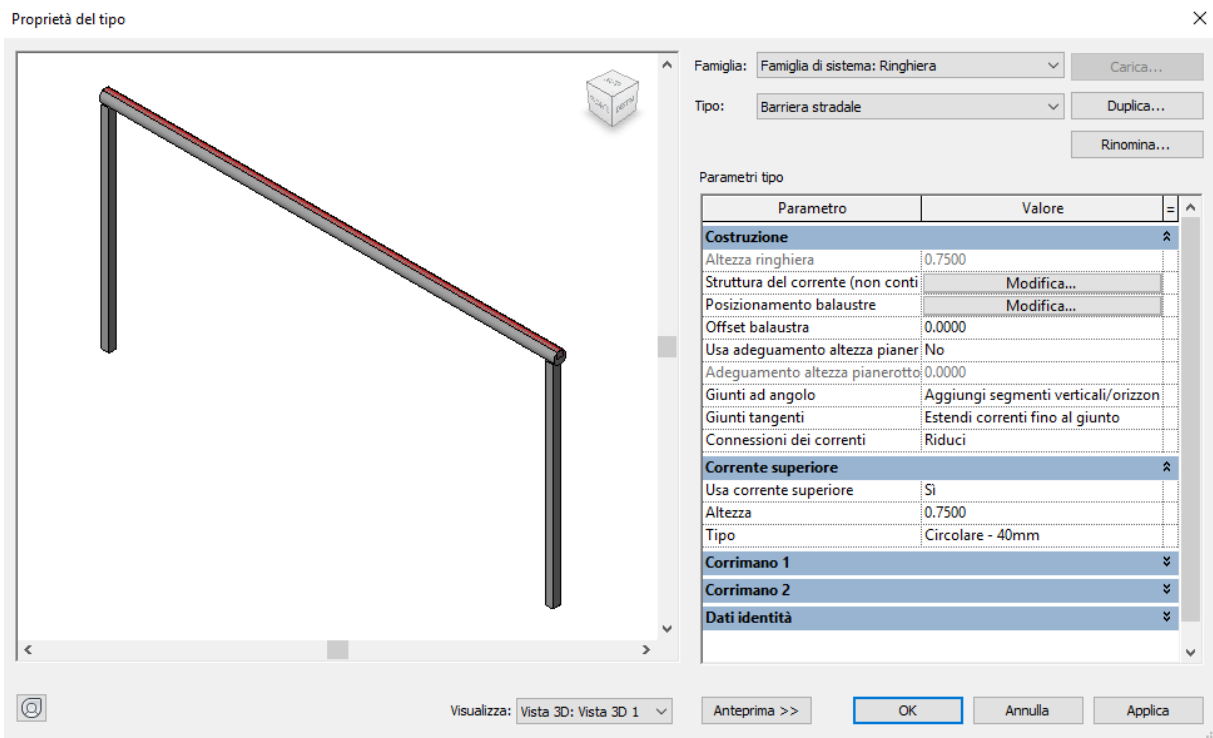 Proprietà del tipo
Famiglia: Famiglia di sistema: Ringhiera Carica...
Tipo: Barriera stradale Duplica...
Rinomina...
Parametri tipo
Parametro Valore =
Costruzione
Altezza ringhiera 0.7500
Struttura del corrente (non conti Modifica...
Posizionamento balaustre Modifica...
Offset balaustra 0.0000
Usa adeguamento altezza pianer No
Adeguamento altezza pianerotto 0.0000
Giunti ad angolo Aggiungi segmenti verticali/orizzon
Giunti tangenti Estendi correnti fino al giunto
Connessioni dei correnti Riduci
Corrente superiore
Usa corrente superiore Sì
Altezza 0.7500
Tipo Circolare - 40mm
Corrimano 1
Corrimano 2
Dati identità
Visualizza: Vista 3D: Vista 3D 1 Anteprima >> OK Annulla Applica